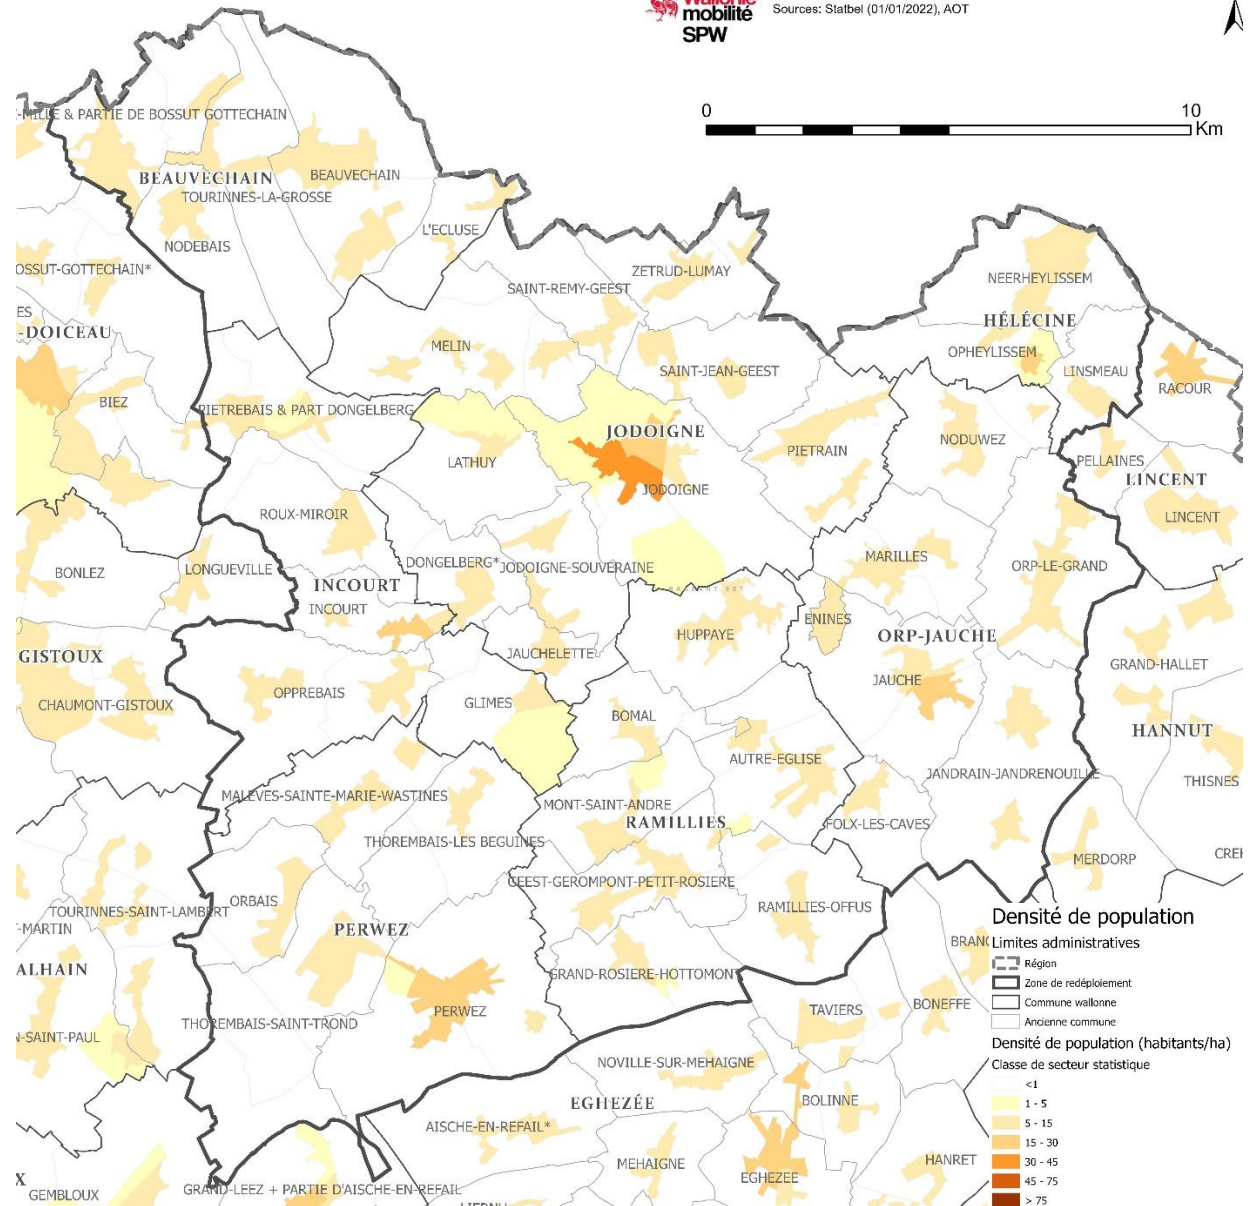 Wallonie
mobilité
SPW
Sources: Statbel (01/01/2022), AOT
0
10
Km
-MILLE & PARTIE DE BOSSUT GOTTECHAIN
BEAUVECHAIN
BEAUVECHAIN
TOURINNES-LA-GROSSE
L'ECLUSE
NODEBAIS
OSSUT-GOTTECHAIN*
ZETRUD-LUMAY
NEERHEYLISSEM
SAINT-REMY-GEEST
ES
-DOICEAU
HÉLÉCINE
MELIN
OPHEYLISSEM
SAINT-JEAN-GEEST
LINSMEAU
RACOUR
BIEZ
PIETREBAIS & PART DONGELBERG
JODOIGNE
NODUWEZ
LATHUY
PIETRAIN
PELLAINES
LINCENT
JODOIGNE
ROUX-MIROIR
LINCENT
BONLEZ
LONGUEVILLE
DONGELBERG*
JODOIGNE-SOUVERAINE
MARILLES
ORP-LE-GRAND
INCOURT
INCOURT
ENINES
HUPPAYE
ORP-JAUCHE
GISTOUX
JAUCHELETTE
GRAND-HALLET
JAUCHE
OPPREBAIS
GLIMES
CHAUMONT-GISTOUX
BOMAL
HANNUT
AUTRE-EGLISE
JANDRAIN-JANDRENOUILLE
THISNES
MALEVES-SAINTE-MARIE-WASTINES
MONT-SAINT-ANDRE
RAMILLIES
FOLX-LES-CAVES
THOREMBAIS-LES BEGUINES
MERDORP
CREH
GEEST-GEROMPONT-PETIT-ROSIERE
ORBAIS
TOURINNES-SAINT-LAMBERT
RAMILLIES-OFFUS
T-MARTIN
PERWEZ
BRANC
ALHAIN
GRAND-ROSIERE-HOTTOMONT
BONEFFE
TAVIERS
PERWEZ
THOREMBAIS-SAINT-TROND
N-SAINT-PAUL
NOVILLE-SUR-MEHAIGNE
EGHEZÉE
BOLINNE
AISCHE-EN-REFAIL*
MEHAIGNE
HANRET
EGHEZEE
X
GEMBLOUX
GRAND-LEEZ + PARTIE D'AISCHE-EN-REFAIL
LIERNU
Densité de population
Limites administratives
Région
Zone de redéploiement
Commune wallonne
Ancienne commune
Densité de population (habitants/ha)
Classe de secteur statistique
<1
1 - 5
5 - 15
15 - 30
30 - 45
45 - 75
> 75